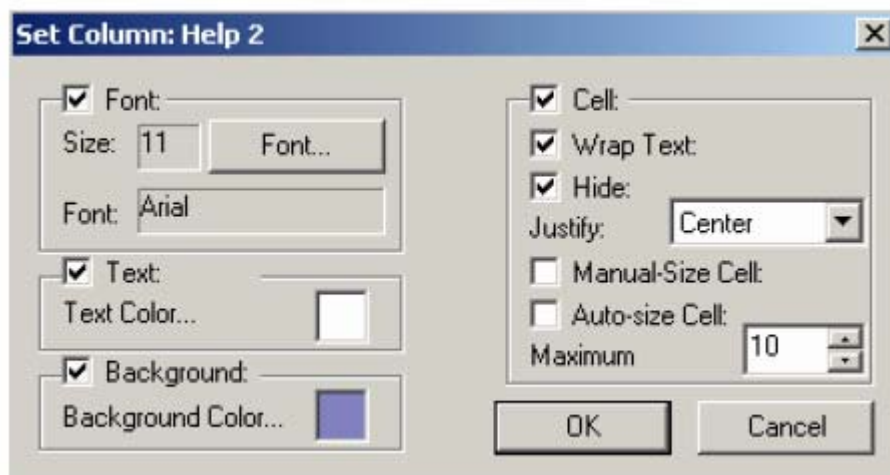 Set Column: Help 2
Font:
Size: 11 Font...
Font: Arial
Text:
Text Color...
Background:
Background Color...
Cell:
Wrap Text:
Hide:
Justify: Center
Manual-Size Cell:
Auto-size Cell:
Maximum 10
OK Cancel